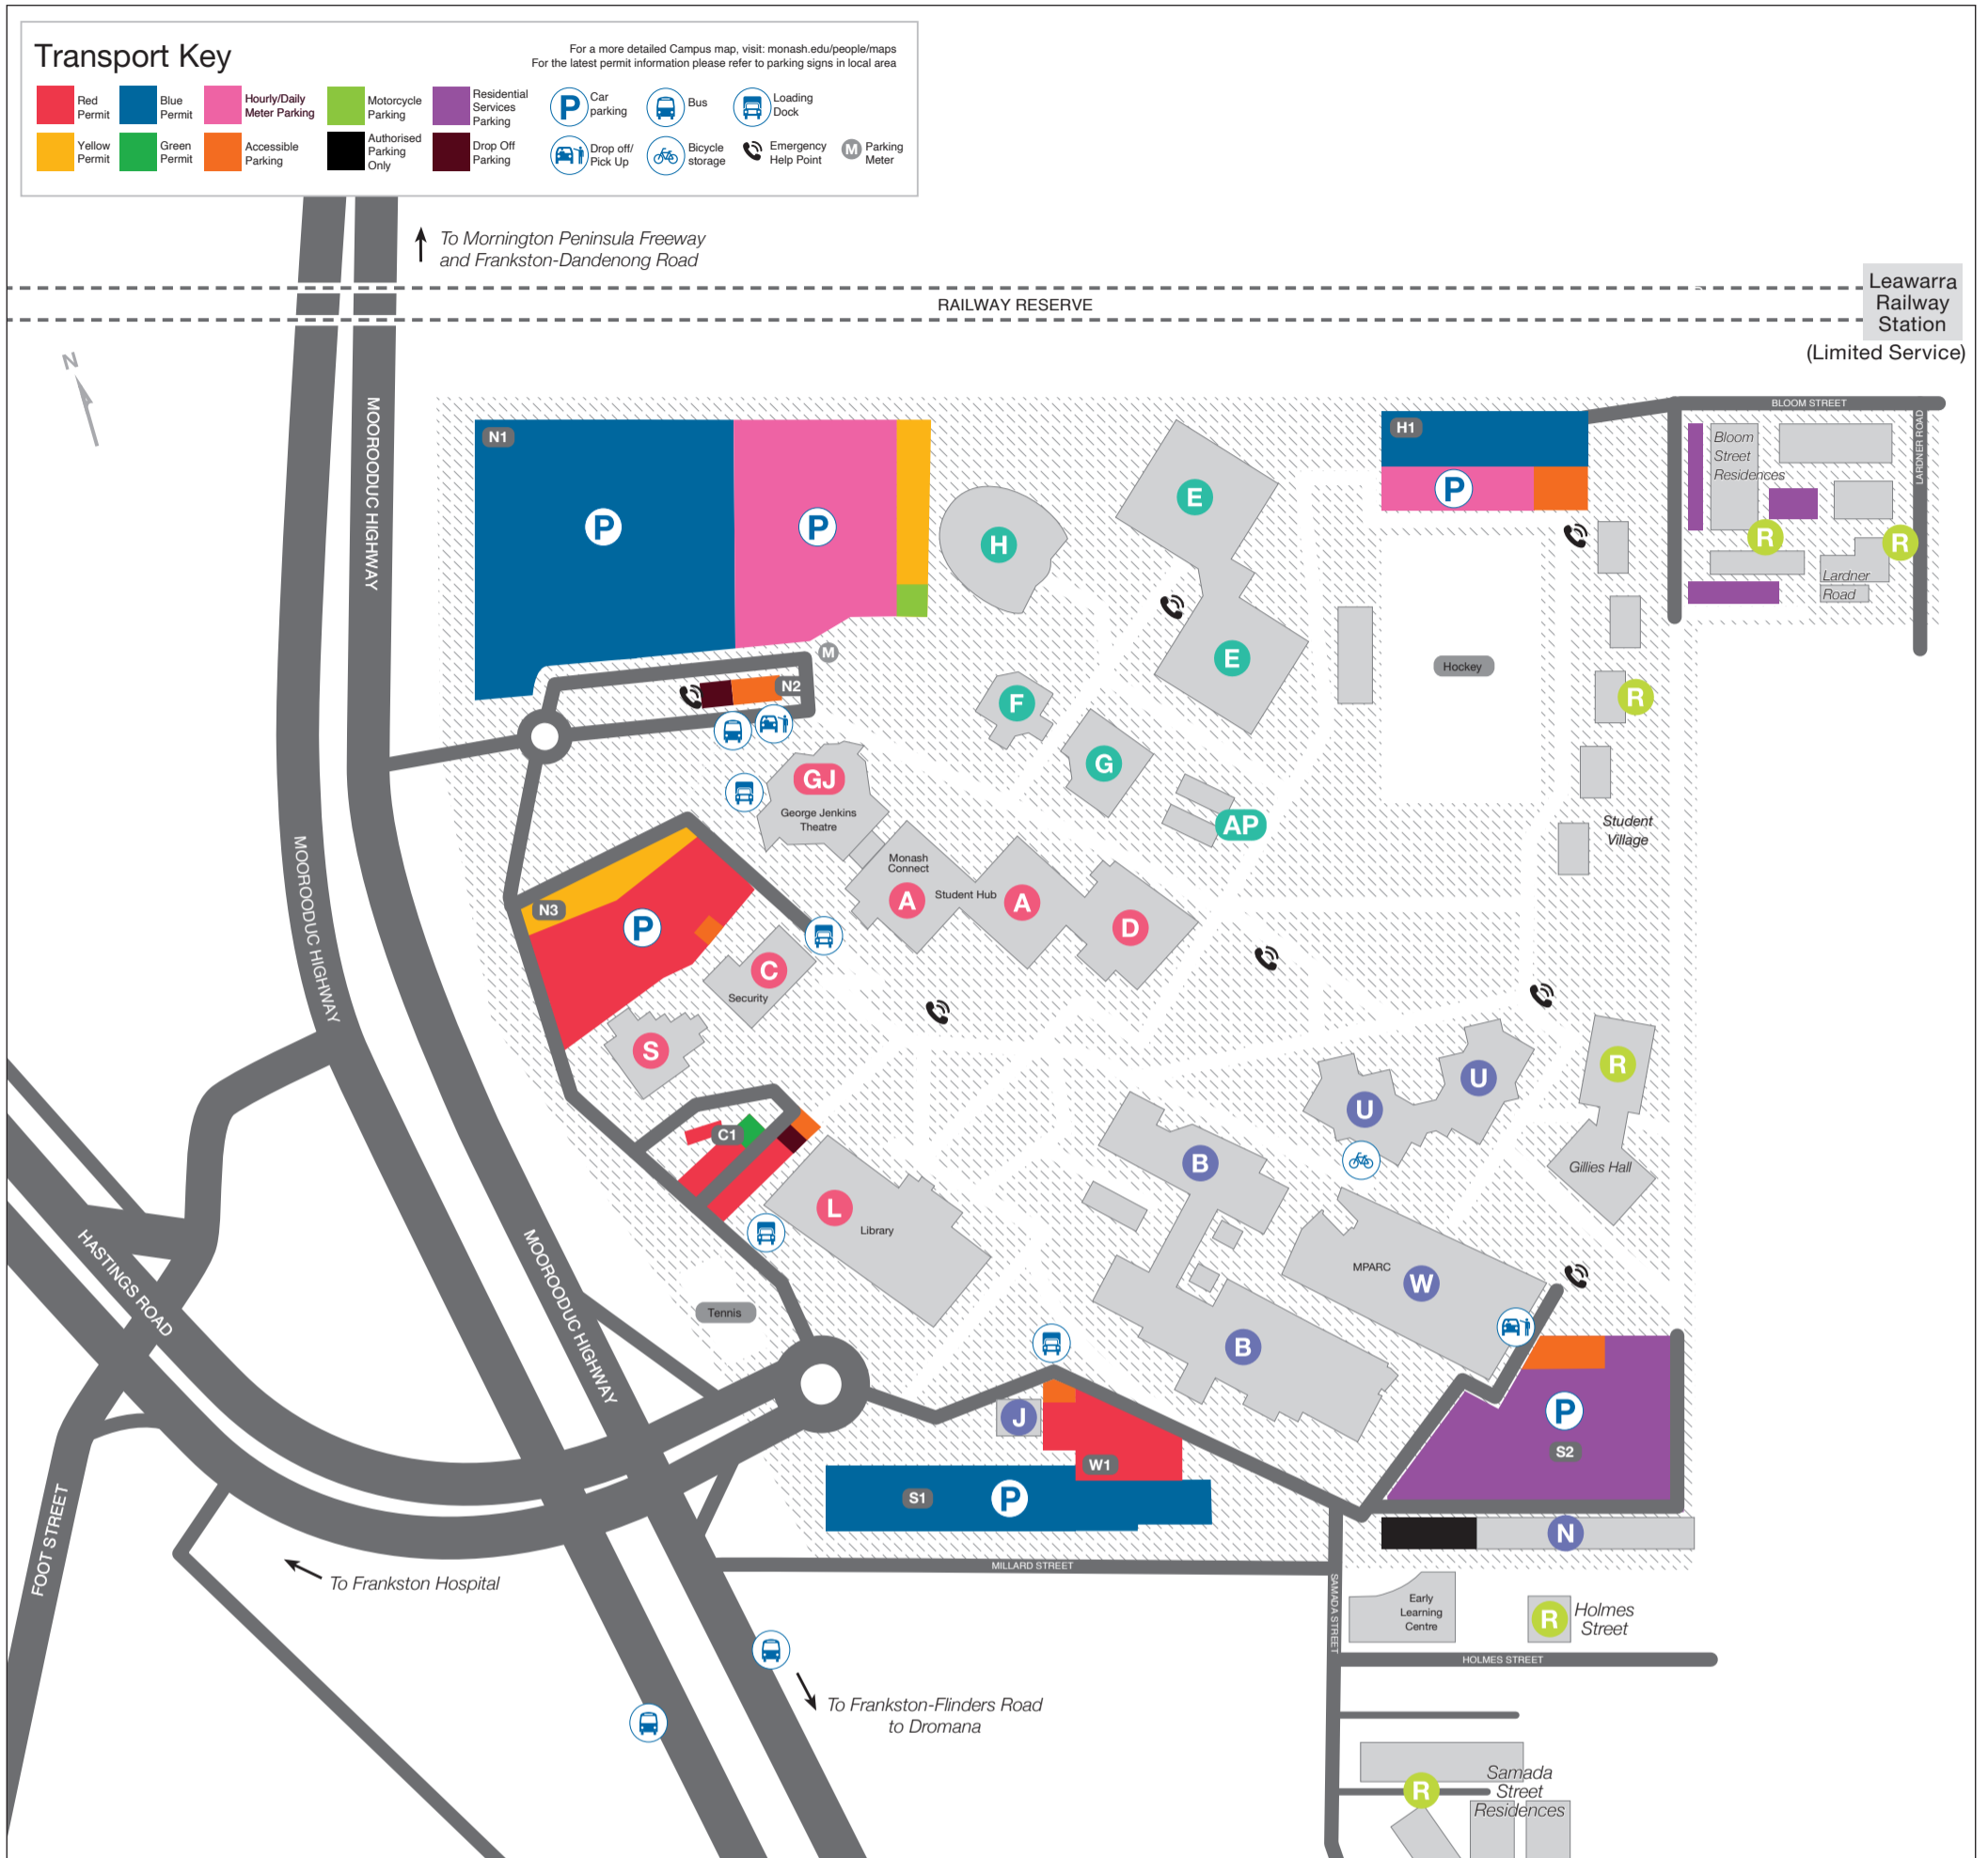 Transport Key
For a more detailed Campus map, visit: monash.edu/people/maps
For the latest permit information please refer to parking signs in local area
Red
Permit
Blue
Permit
Hourly/Daily
Meter Parking
Motorcycle
Parking
Residential
Services
Parking
P
Car
parking
Bus
Loading
Dock
Yellow
Permit
Green
Permit
Accessible
Parking
Authorised
Parking
Only
Drop Off
Parking
Drop off/
Pick Up
Bicycle
storage
Emergency
Help Point
M
Parking
Meter
To Mornington Peninsula Freeway
and Frankston-Dandenong Road
RAILWAY RESERVE
Leawarra
Railway
Station
(Limited Service)
N
MOOROODUC HIGHWAY
BLOOM STREET
LARDNER ROAD
N1
P
P
H1
P
Bloom
Street
Residences
R
R
Lardner
Road
H
E
E
M
N2
F
G
Hockey
R
GJ
George Jenkins
Theatre
AP
Student
Village
MOOROODUC HIGHWAY
Monash
Connect
Student Hub
A
A
D
N3
P
C
Security
S
U
U
R
Gillies Hall
C1
L
Library
B
B
MPARC
W
HASTINGS ROAD
MOOROODUC HIGHWAY
Tennis
J
W1
S1
P
P
S2
N
FOOT STREET
To Frankston Hospital
MILLARD STREET
SAMADA STREET
Early
Learning
Centre
R
Holmes
Street
HOLMES STREET
To Frankston-Flinders Road
to Dromana
R
Samada
Street
Residences